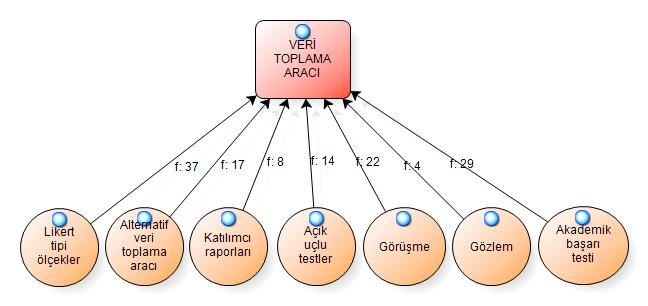 VERİ
TOPLAMA
ARACI
f: 37
f: 17
f: 8
f: 14
f: 22
f: 4
f: 29
Likert
tipi
ölçekler
Alternatif
veri
toplama
aracı
Katılımcı
raporları
Açık
uçlu
testler
Görüşme
Gözlem
Akademik
başarı
testi